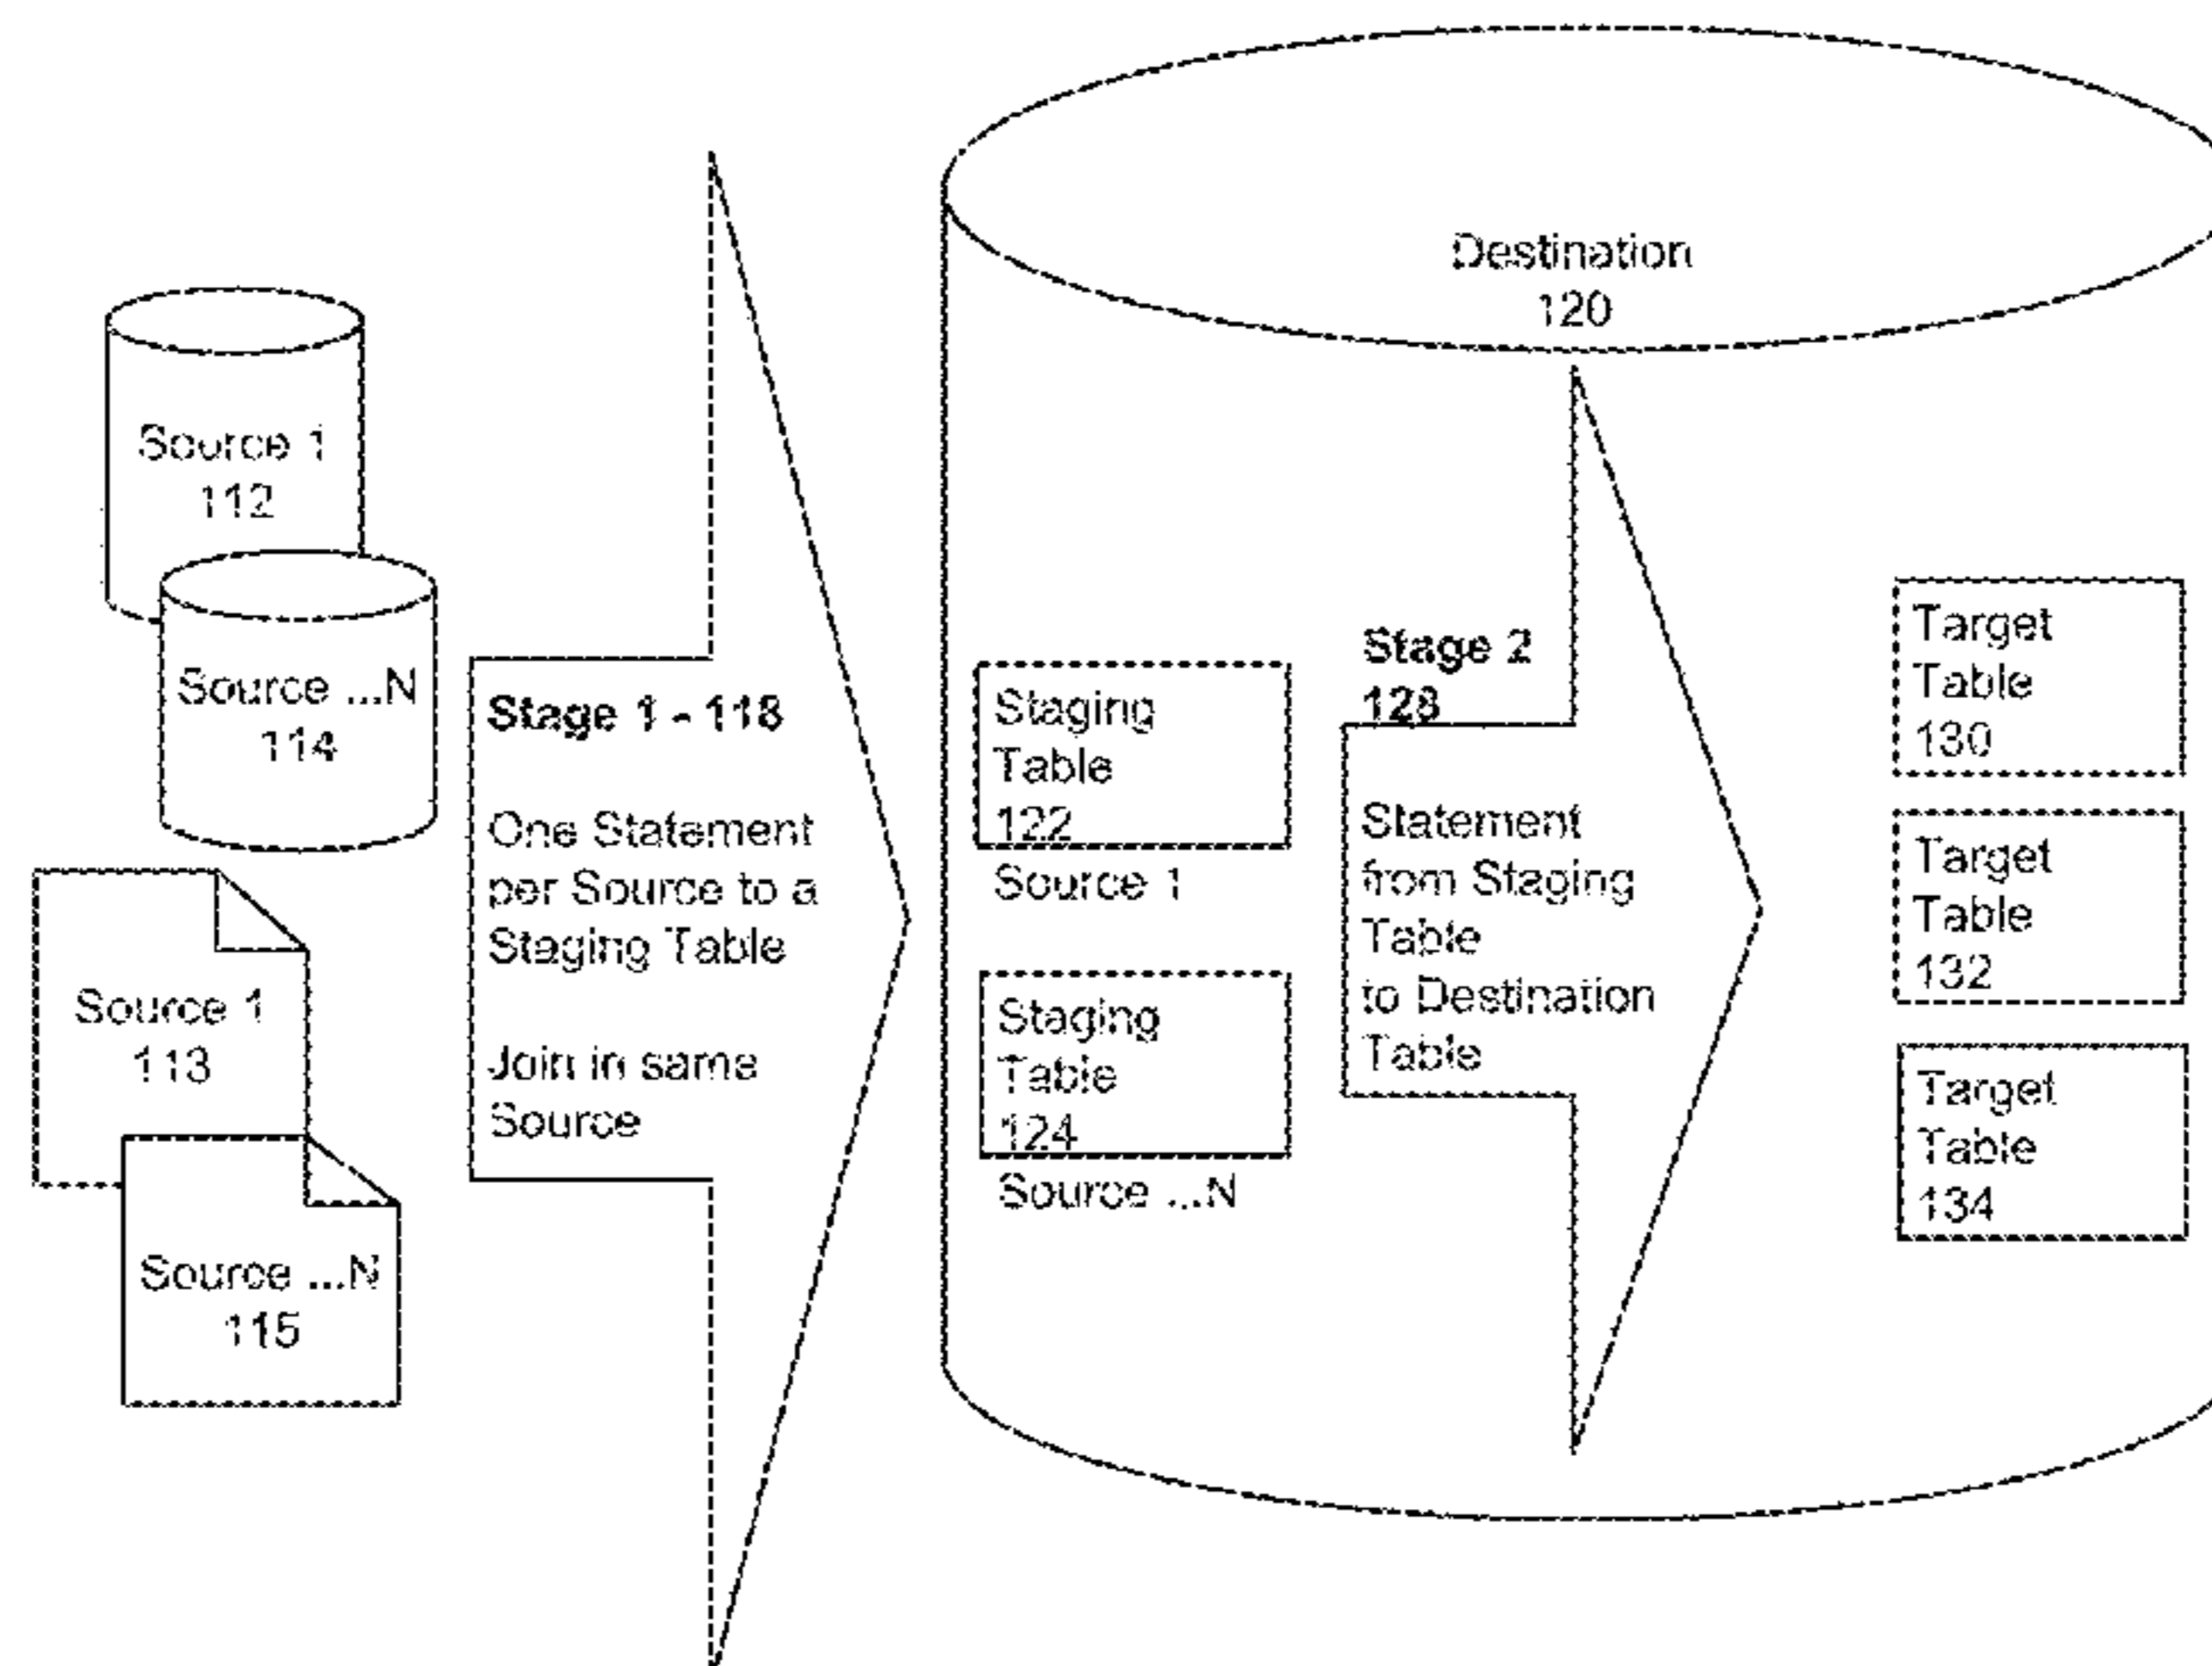 Destination
120
Source 1
112
Source ...N
114
Source 1
113
Source ...N
115
Stage 1 - 118
One Statement
per Source to a
Staging Table
Join in same
Source
Staging
Table
122
Source 1
Staging
Table
124
Source ...N
Stage 2
128
Statement
from Staging
Table
to Destination
Table
Target
Table
130
Target
Table
132
Target
Table
134